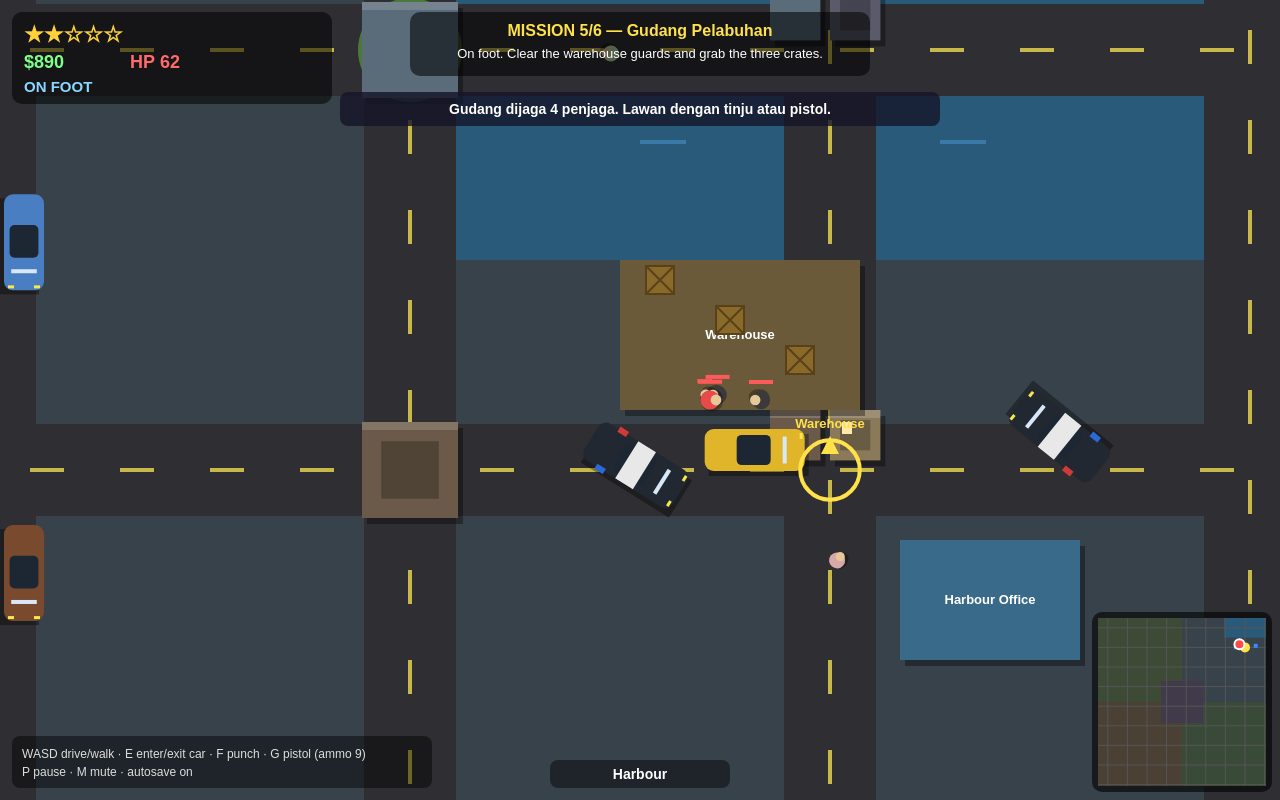 ★★☆☆☆
$890 HP 62
ON FOOT
MISSION 5/6 — Gudang Pelabuhan
On foot. Clear the warehouse guards and grab the three crates.
Gudang dijaga 4 penjaga. Lawan dengan tinju atau pistol.
Warehouse
Warehouse
Harbour Office
WASD drive/walk · E enter/exit car · F punch · G pistol (ammo 9)
P pause · M mute · autosave on
Harbour